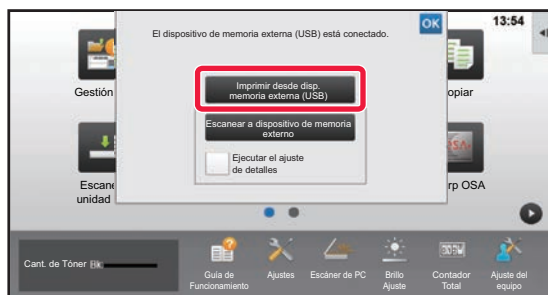 El dispositivo de memoria externa (USB) está conectado.
OK
13:54
Imprimir desde disp.
memoria externa (USB)
Escanear a dispositivo de memoria
externo
Ejecutar el ajuste
de detalles
Gestión
opiar
Escane
unidad
rp OSA
Cant. de Tóner Bk
Guía de
Funcionamiento
Ajustes
Escáner de PC
Brillo
Ajuste
Contador
Total
Ajuste del
equipo